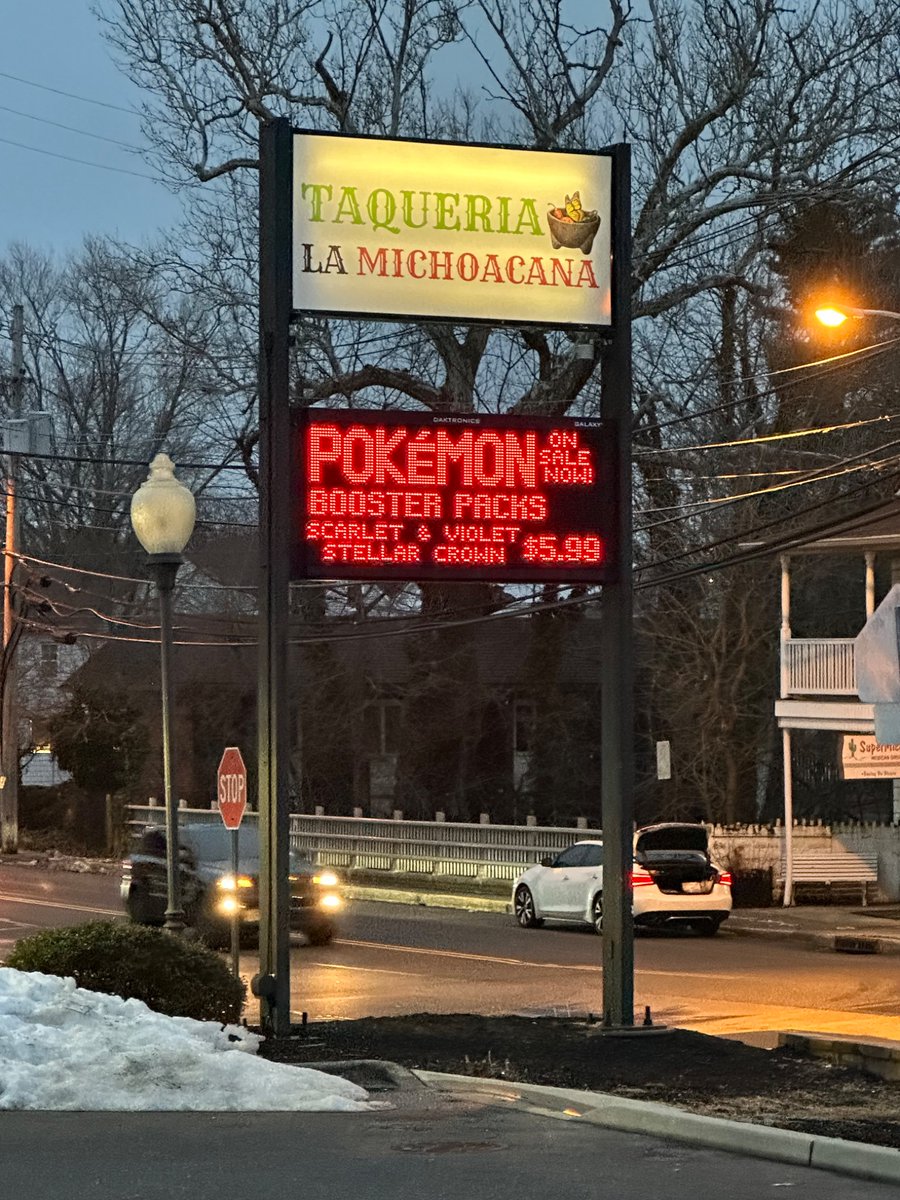 TAQUERIA
LA MICHOACANA
DAKTRONICS GALAXY
POKÉMON ON SALE NOW!
BOOSTER PACKS
SCARLET & VIOLET
STELLAR CROWN $5.99
STOP